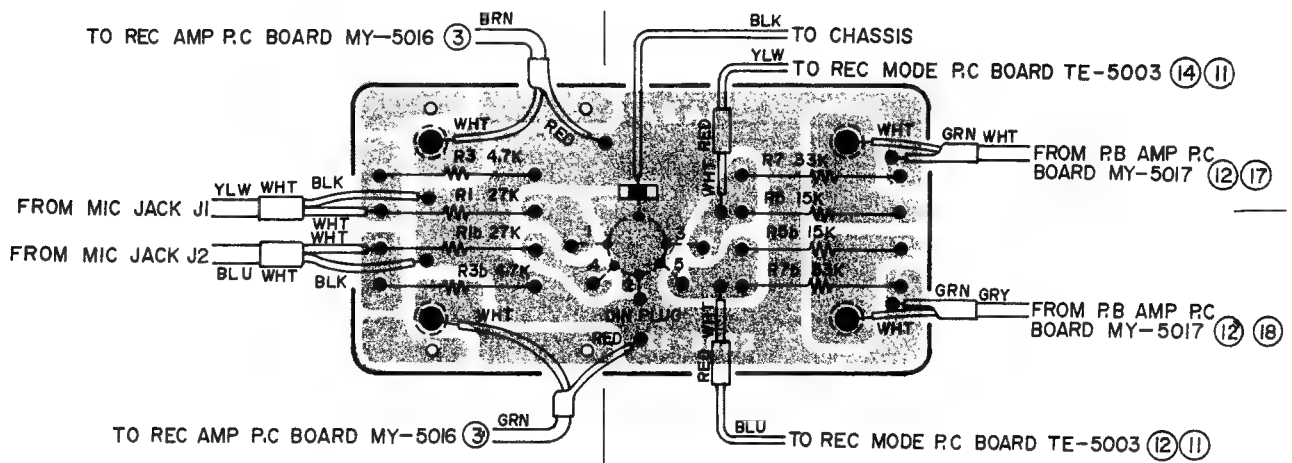 BRN
TO REC AMP P.C BOARD MY-5016 ③
BLK
TO CHASSIS
YLW
TO REC MODE P.C BOARD TE-5003 ⑭ ⑪
WHT
RED
RED
WHT
WHT
GRN WHT
FROM P.B AMP P.C
BOARD MY-5017 ⑫ ⑰
R3 4.7K
R7 33K
YLW WHT BLK
R1 27K
R5 15K
FROM MIC JACK J1
WHT
WHT
R1b 27K
R5b 15K
1 3
FROM MIC JACK J2
BLU WHT BLK
4 2 5
R3b 4.7K
R7b 33K
GRN GRY
WHT
DIN PLUG
WHT
WHT
FROM P.B AMP P.C
BOARD MY-5017 ⑫ ⑱
RED
RED
GRN
BLU
TO REC AMP P.C BOARD MY-5016 ③
TO REC MODE P.C BOARD TE-5003 ⑫ ⑪